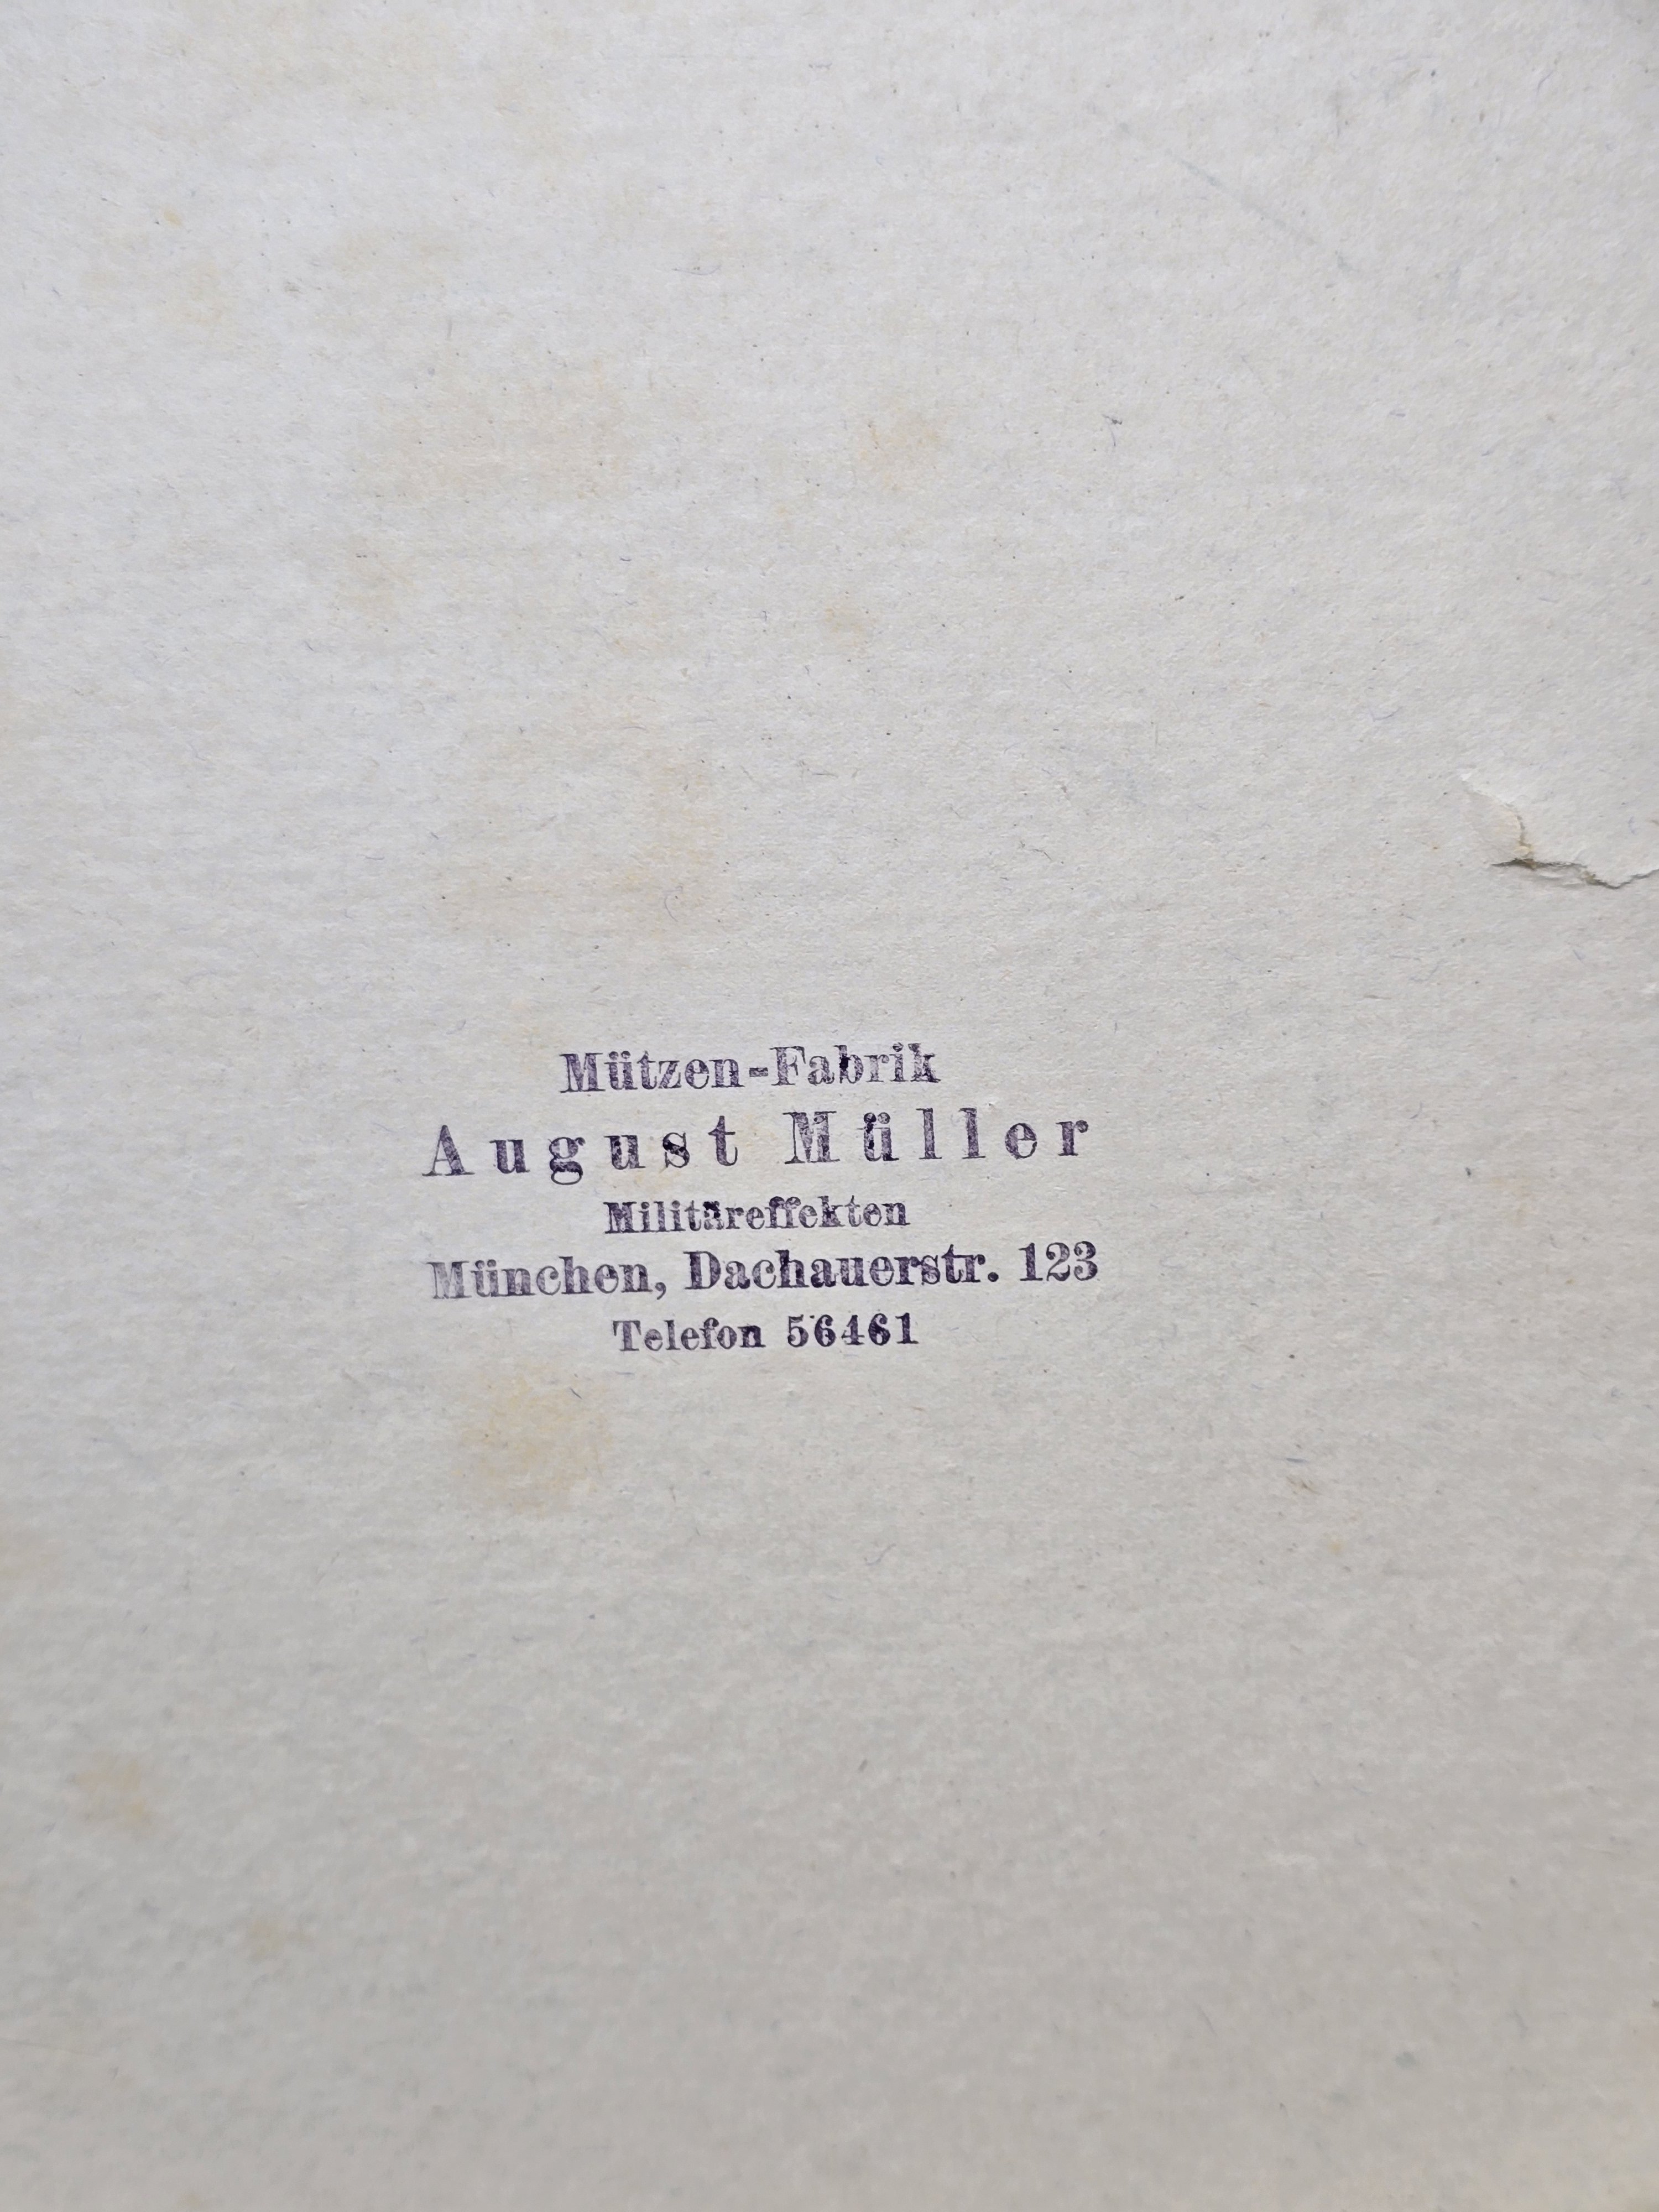 Mützen-Fabrik
August Müller
Militäreffekten
München, Dachauerstr. 123
Telefon 56461